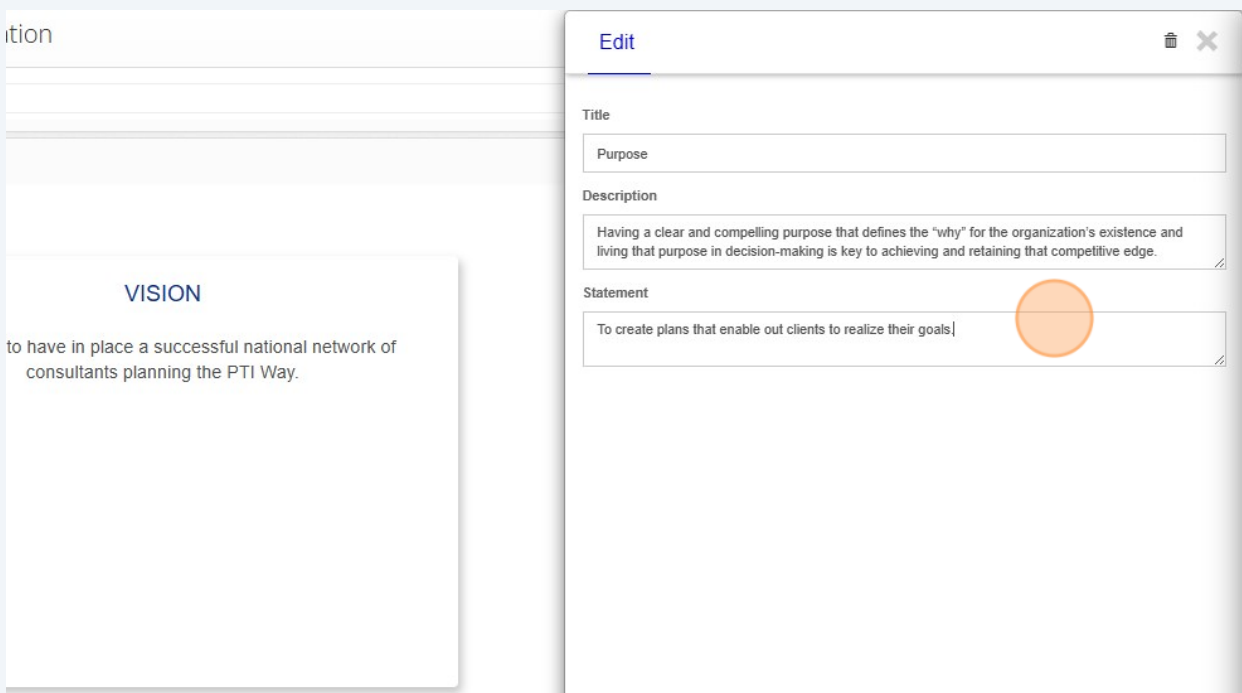 Edit
Title
Purpose
Description
Having a clear and compelling purpose that defines the “why” for the organization’s existence and
living that purpose in decision-making is key to achieving and retaining that competitive edge.
Statement
To create plans that enable out clients to realize their goals.
VISION
to have in place a successful national network of
consultants planning the PTI Way.